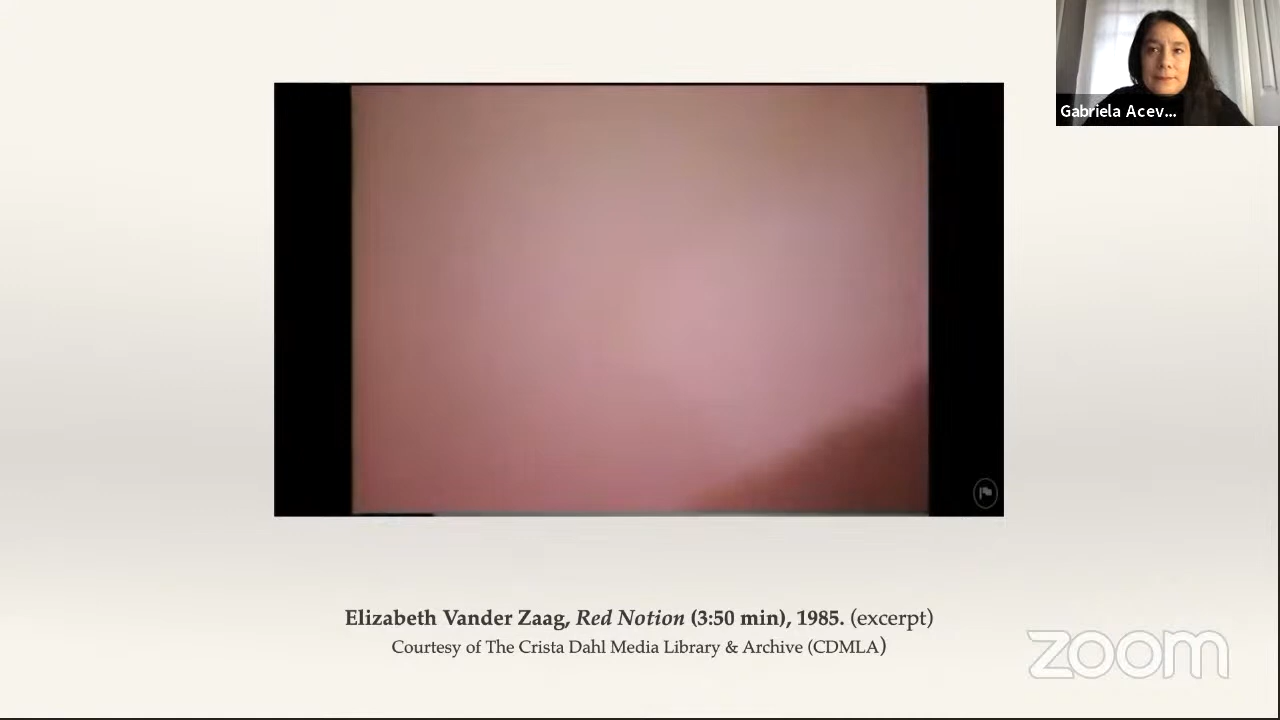 Gabriela Acev...
Elizabeth Vander Zaag, Red Notion (3:50 min), 1985. (excerpt)
Courtesy of The Crista Dahl Media Library & Archive (CDMLA)
zoom